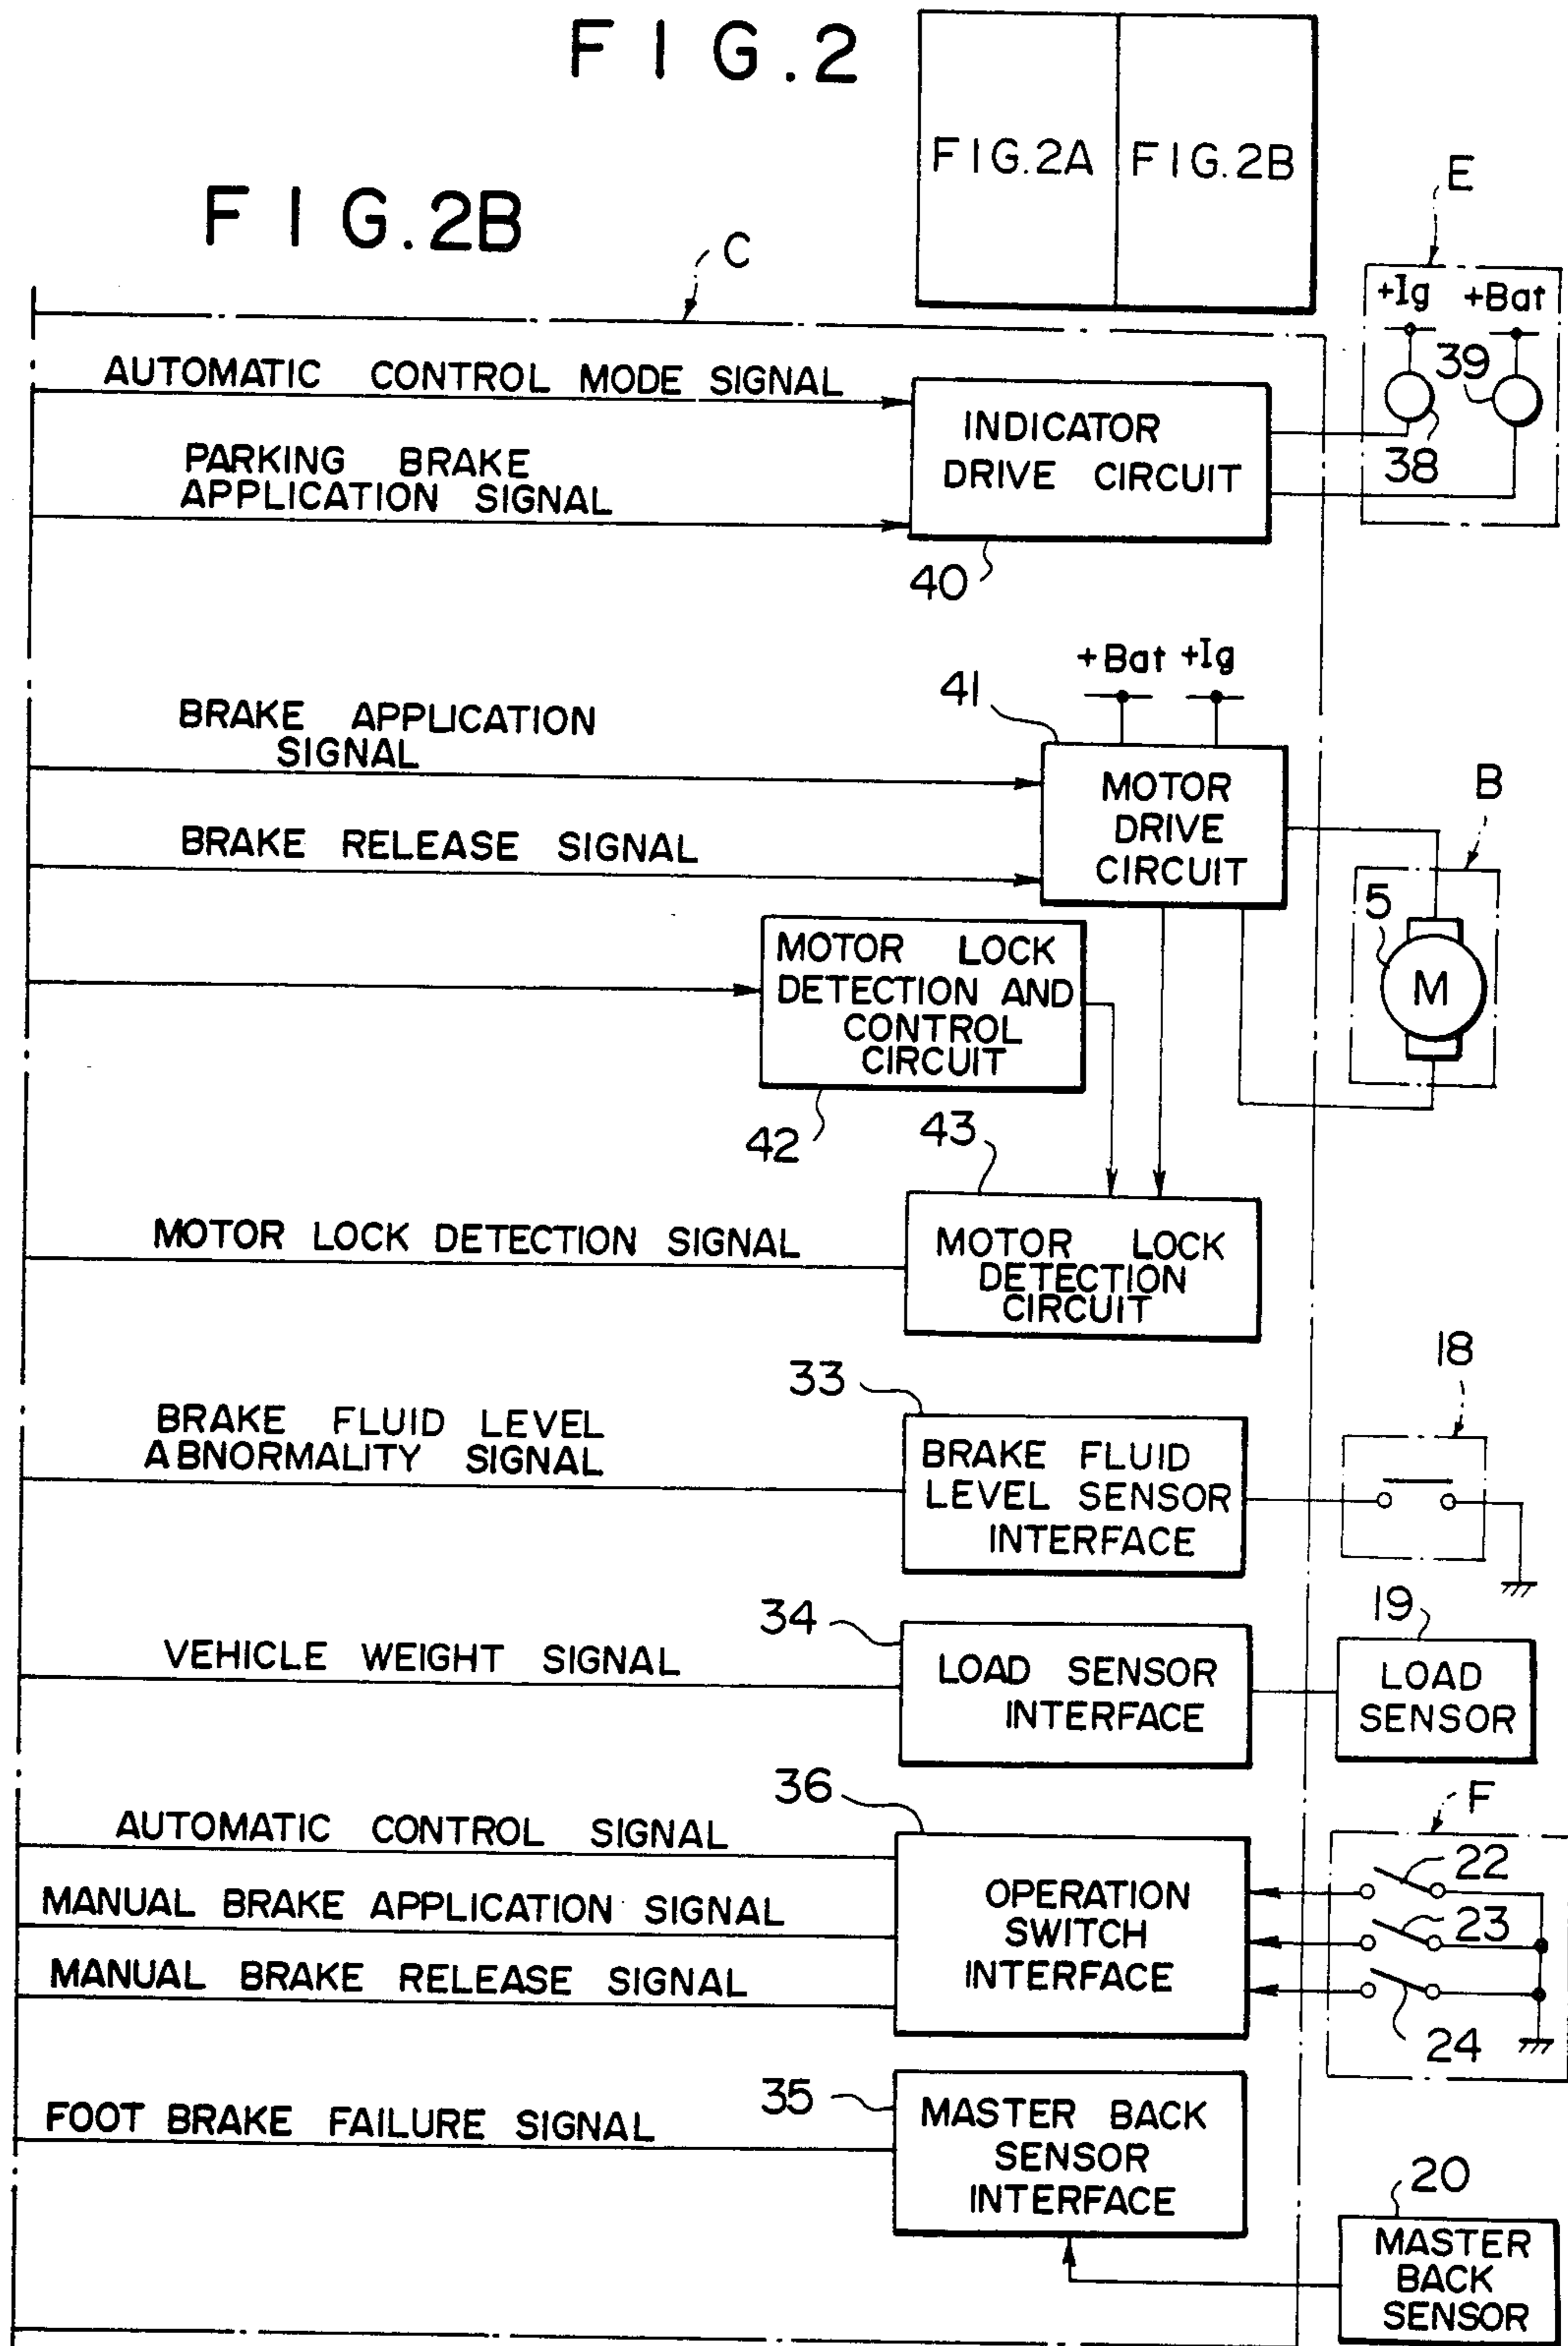 FIG.2
FIG.2A
FIG.2B
FIG.2B
C
E
+Ig
+Bat
39
38
AUTOMATIC CONTROL MODE SIGNAL
PARKING BRAKE
APPLICATION SIGNAL
INDICATOR
DRIVE CIRCUIT
40
+Bat
+Ig
41
BRAKE APPLICATION
SIGNAL
BRAKE RELEASE SIGNAL
MOTOR
DRIVE
CIRCUIT
B
5
M
MOTOR LOCK
DETECTION AND
CONTROL
CIRCUIT
42
43
MOTOR LOCK DETECTION SIGNAL
MOTOR LOCK
DETECTION
CIRCUIT
33
18
BRAKE FLUID LEVEL
ABNORMALITY SIGNAL
BRAKE FLUID
LEVEL SENSOR
INTERFACE
34
19
VEHICLE WEIGHT SIGNAL
LOAD SENSOR
INTERFACE
LOAD
SENSOR
36
F
AUTOMATIC CONTROL SIGNAL
MANUAL BRAKE APPLICATION SIGNAL
MANUAL BRAKE RELEASE SIGNAL
OPERATION
SWITCH
INTERFACE
22
23
24
35
FOOT BRAKE FAILURE SIGNAL
MASTER BACK
SENSOR
INTERFACE
20
MASTER
BACK
SENSOR